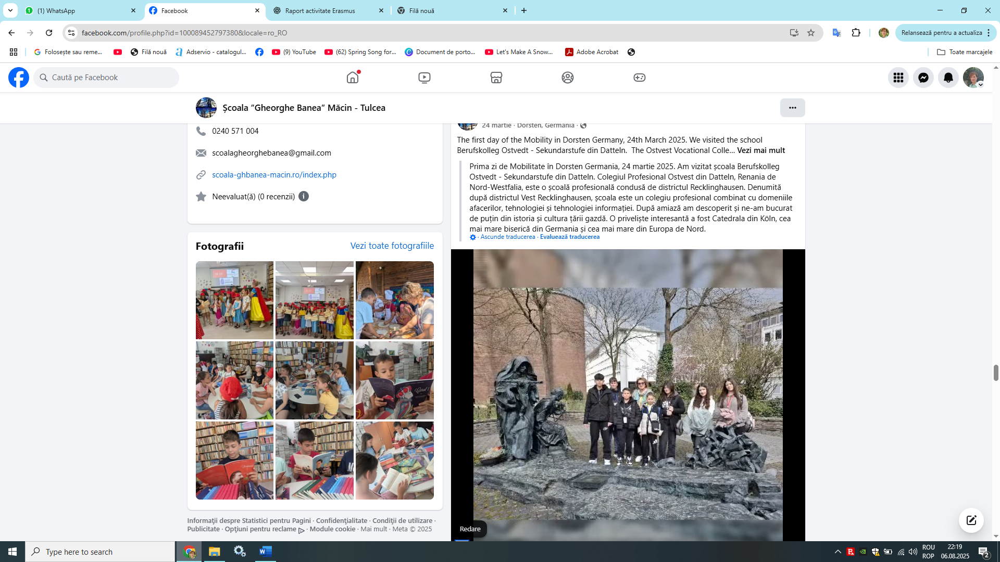 (1) WhatsApp
Facebook
Raport activitate Erasmus
Filă nouă
facebook.com/profile.php?id=100089452797380&locale=ro_RO
Relansează pentru a actualiza
Folosește sau reme...
Filă nouă
Adservio - catalogul...
(9) YouTube
(62) Spring Song for...
Document de porto...
Let's Make A Snow...
Adobe Acrobat
Toate marcajele
Caută pe Facebook
Școala ”Gheorghe Banea” Măcin - Tulcea
0240 571 004
scoalagheorghebanea@gmail.com
scoala-ghbanea-macin.ro/index.php
Neevaluat(ă) (0 recenzii)
Fotografii
Vezi toate fotografiile
Informații despre Statistici pentru Pagini · Confidențialitate · Condiții de utilizare ·
Publicitate · Opțiuni pentru reclame · Module cookie · Mai mult · Meta © 2025
24 martie · Dorsten, Germania ·
The first day of the Mobility in Dorsten Germany, 24th March 2025. We visited the school
Berufskolleg Ostvedt - Sekundarstufe din Datteln. The Ostvest Vocational Colle... Vezi mai mult
Prima zi de Mobilitate în Dorsten Germania, 24 martie 2025. Am vizitat școala Berufskolleg
Ostvedt - Sekundarstufe din Datteln. Colegiul Profesional Ostvest din Datteln, Renania de
Nord-Westfalia, este o școală profesională condusă de districtul Recklinghausen. Denumită
după districtul Vest Recklinghausen, școala este un colegiu profesional combinat cu domeniile
afacerilor, tehnologiei și tehnologiei informației. După amiază am descoperit și ne-am bucurat
de puțin din istoria și cultura țării gazdă. O priveliște interesantă a fost Catedrala din Köln, cea
mai mare biserică din Germania și cea mai mare din Europa de Nord.
· Ascunde traducerea · Evaluează traducerea
Redare
Type here to search
ROU
ROP
22:19
06.08.2025
2